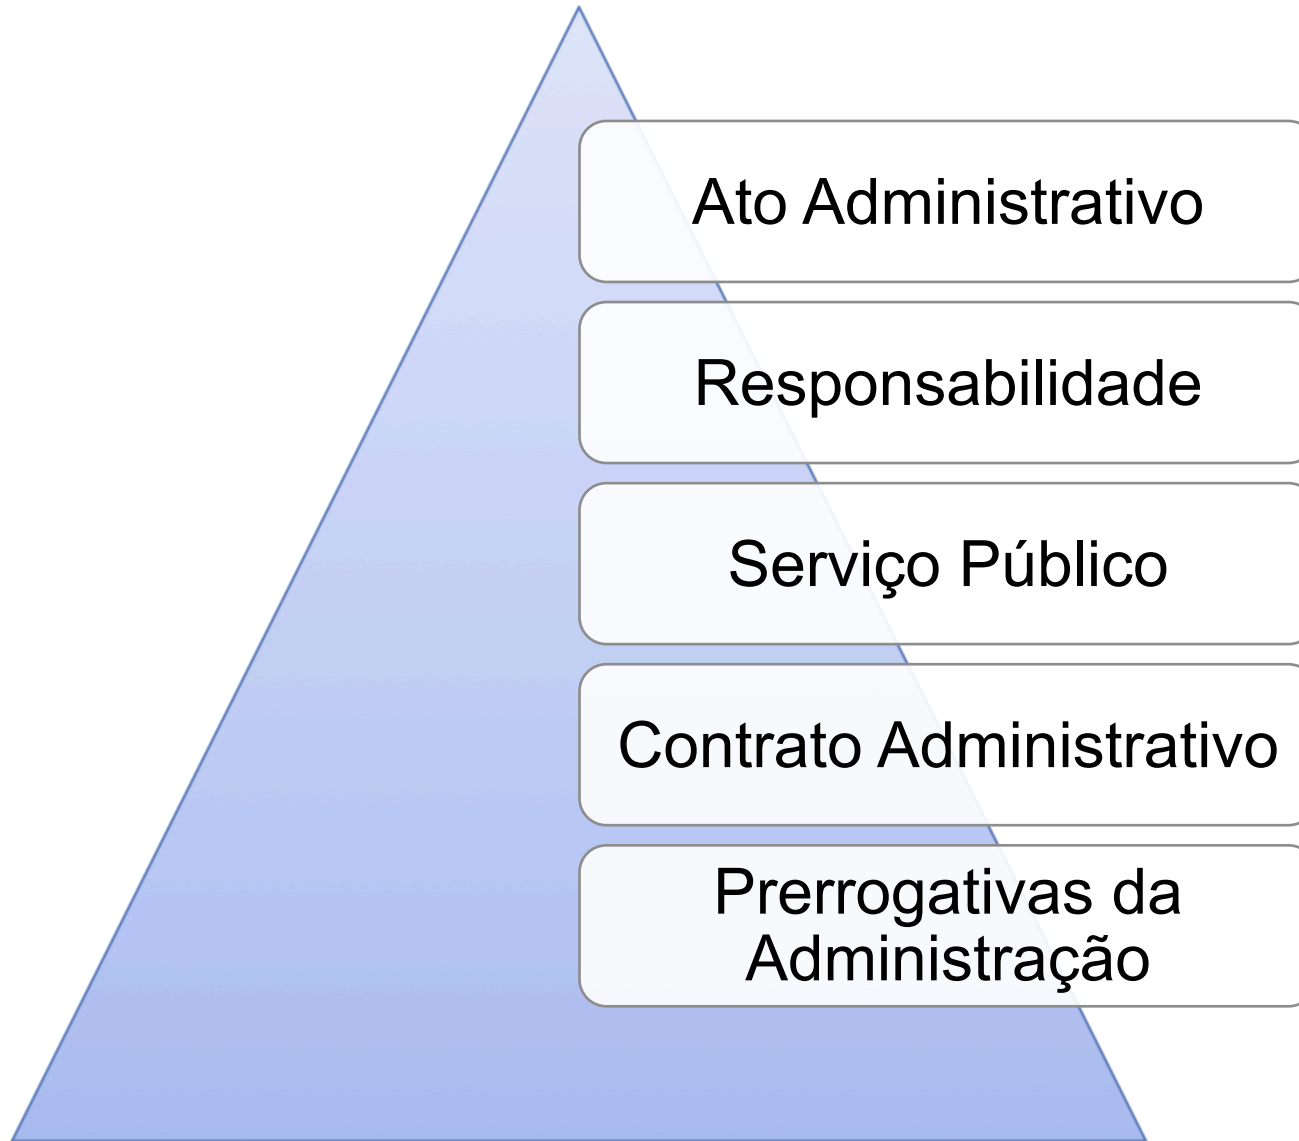 Ato Administrativo
Responsabilidade
Serviço Público
Contrato Administrativo
Prerrogativas da
Administração